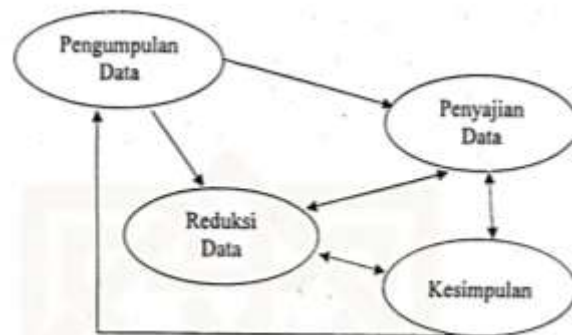 Pengumpulan
Data
Penyajian
Data
Reduksi
Data
Kesimpulan